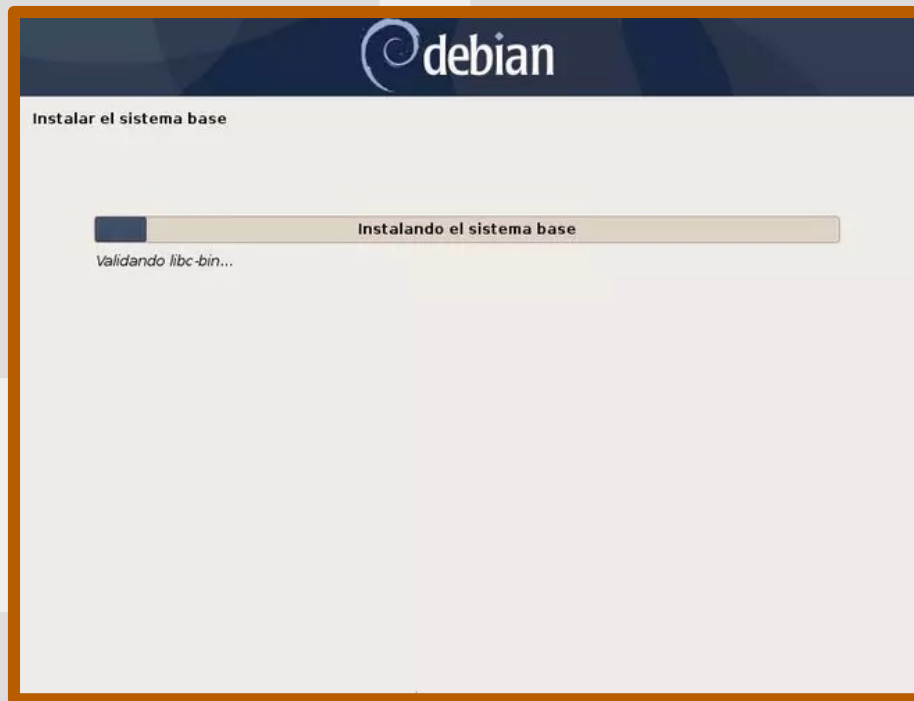 debian
Instalar el sistema base
Instalando el sistema base
Validando libc-bin...